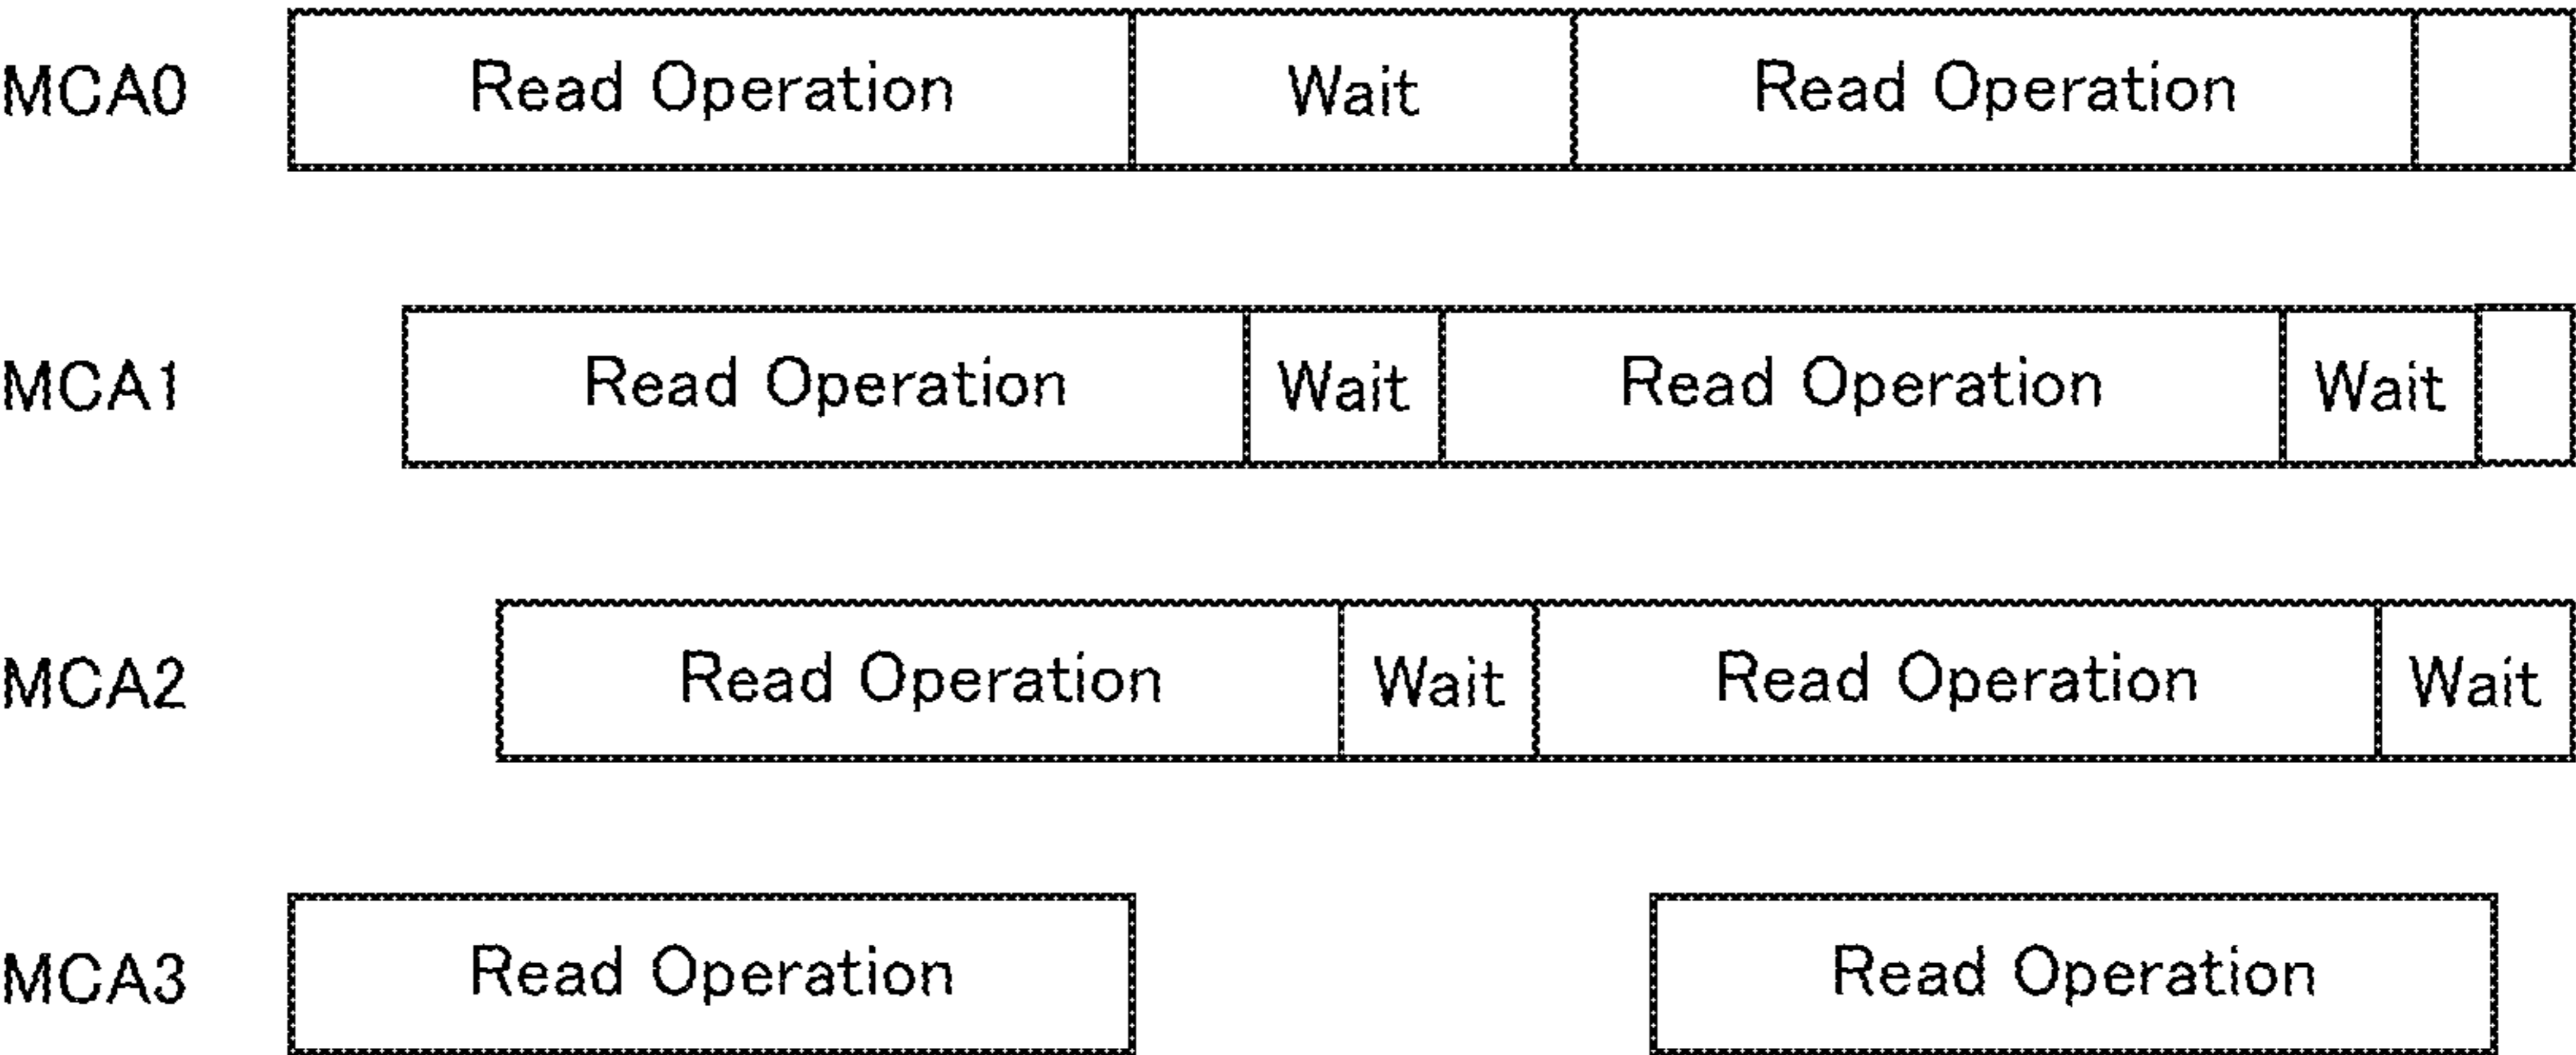 MCA0 Read Operation Wait Read Operation
MCA1 Read Operation Wait Read Operation Wait
MCA2 Read Operation Wait Read Operation Wait
MCA3 Read Operation Read Operation